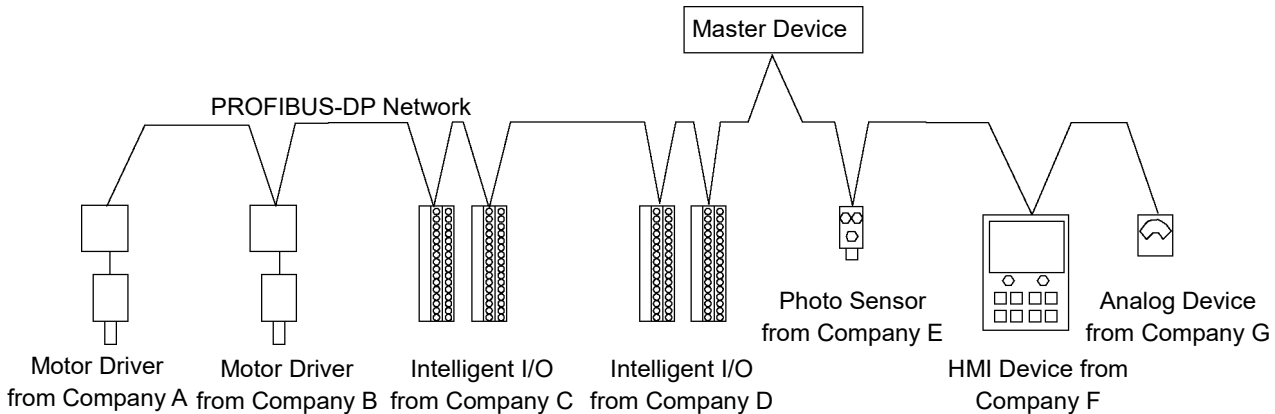 Master Device
PROFIBUS-DP Network
Motor Driver
from Company A
Motor Driver
from Company B
Intelligent I/O
from Company C
Intelligent I/O
from Company D
Photo Sensor
from Company E
HMI Device from
Company F
Analog Device
from Company G